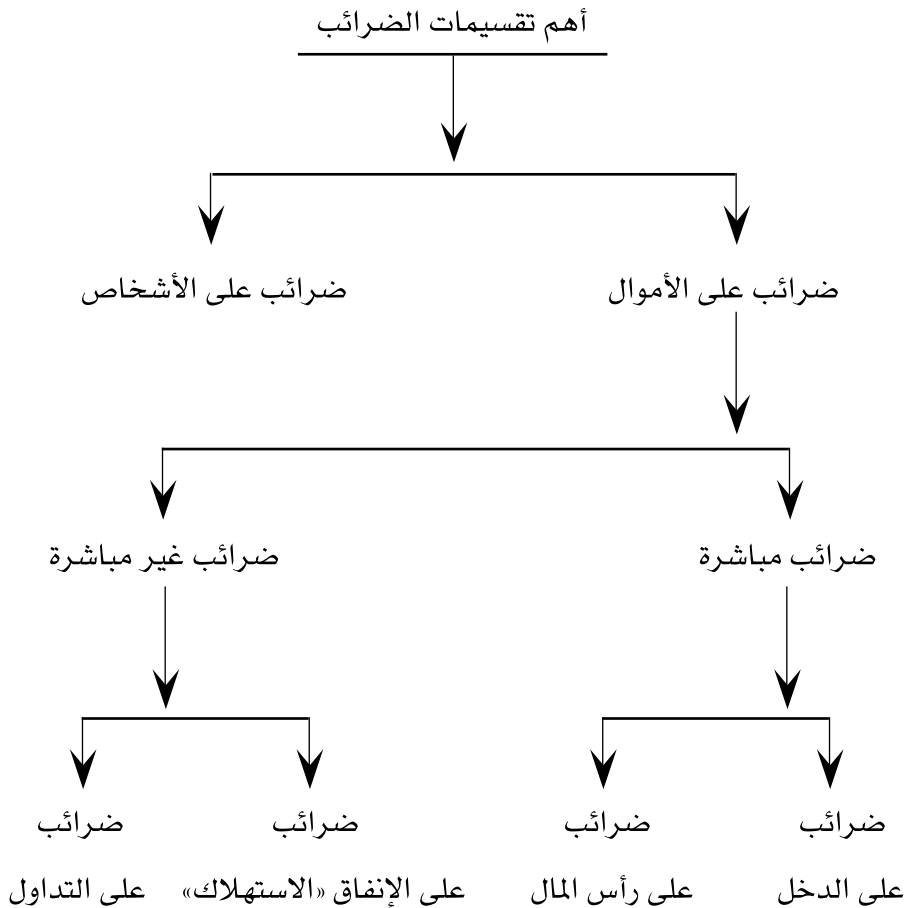 أهم تقسيمات الضرائب
ضرائب على الأموال
ضرائب على الأشخاص
ضرائب مباشرة
ضرائب غير مباشرة
ضرائب
على الدخل
ضرائب
على رأس المال
ضرائب
على الإنفاق «الاستهلاك»
ضرائب
على التداول